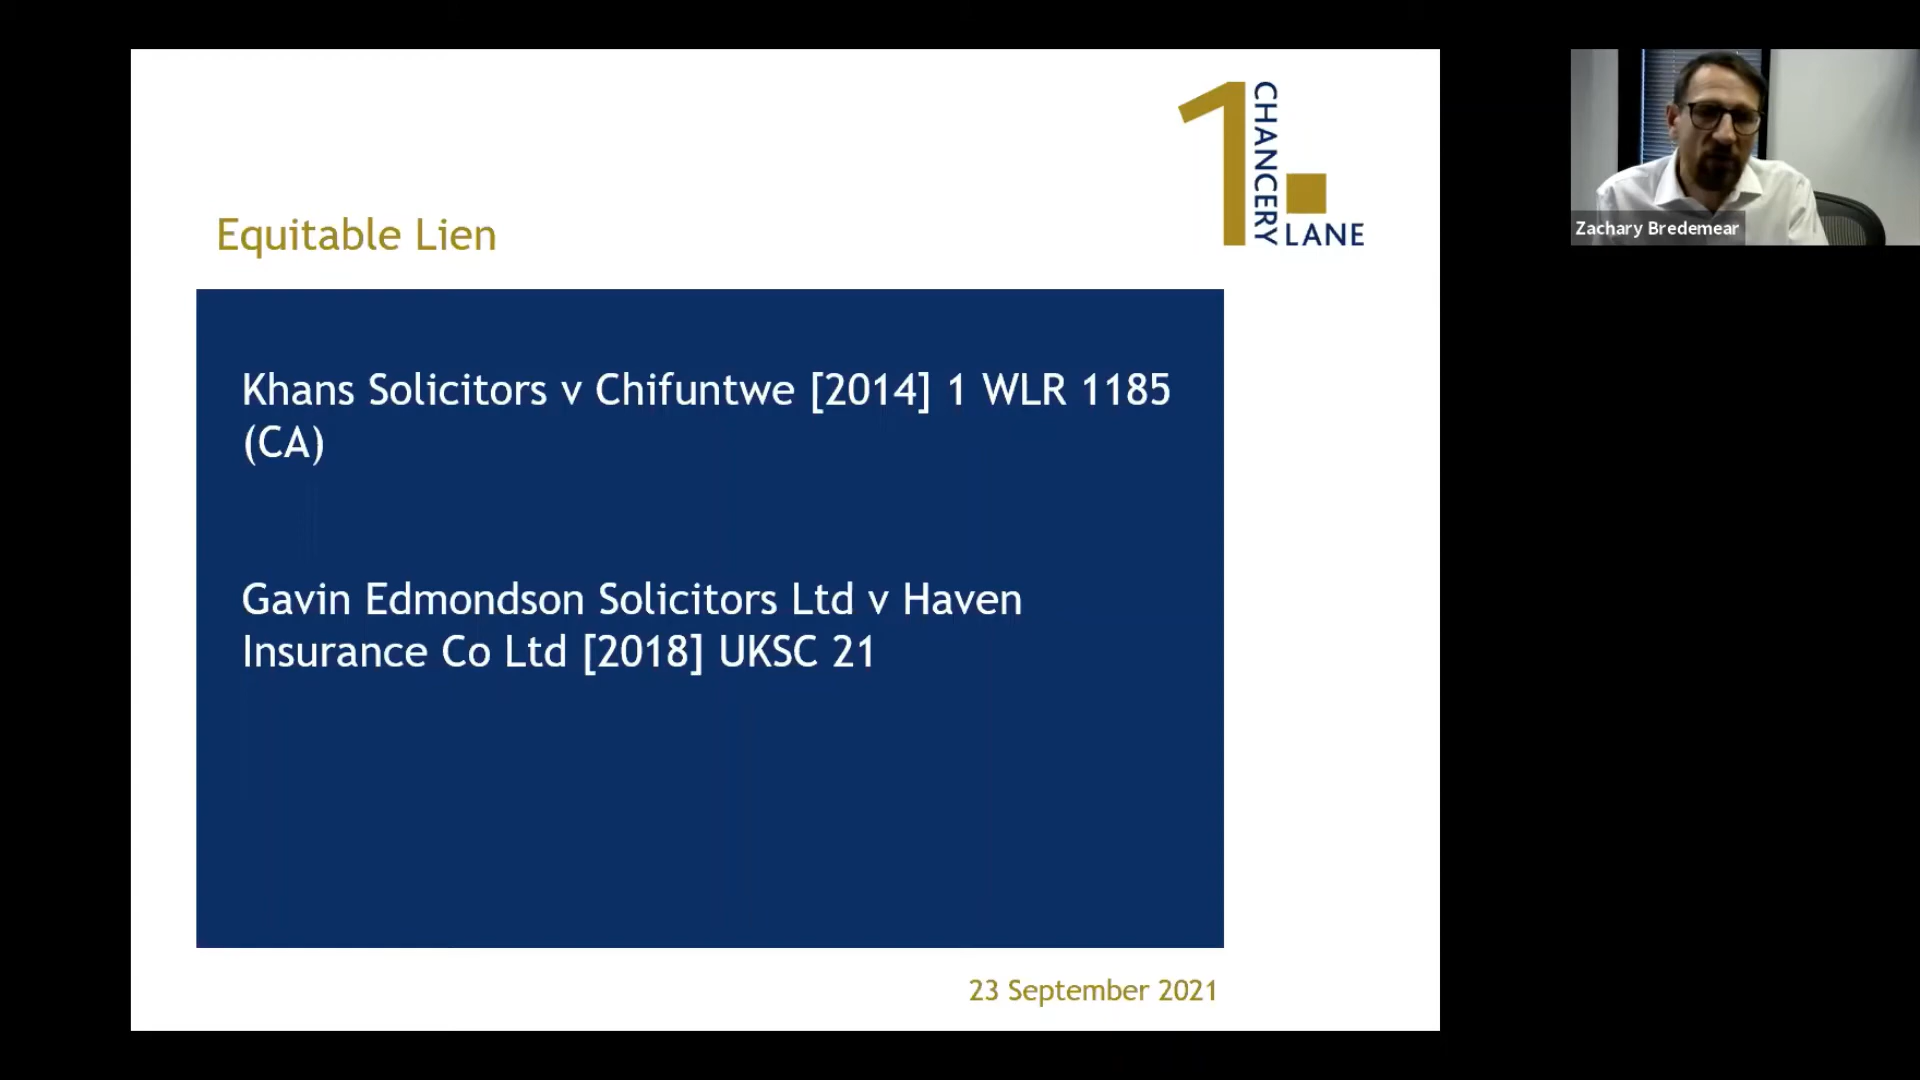 1 CHANCERY LANE
Zachary Bredemear
Equitable Lien
Khans Solicitors v Chifuntwe [2014] 1 WLR 1185
(CA)
Gavin Edmondson Solicitors Ltd v Haven
Insurance Co Ltd [2018] UKSC 21
23 September 2021